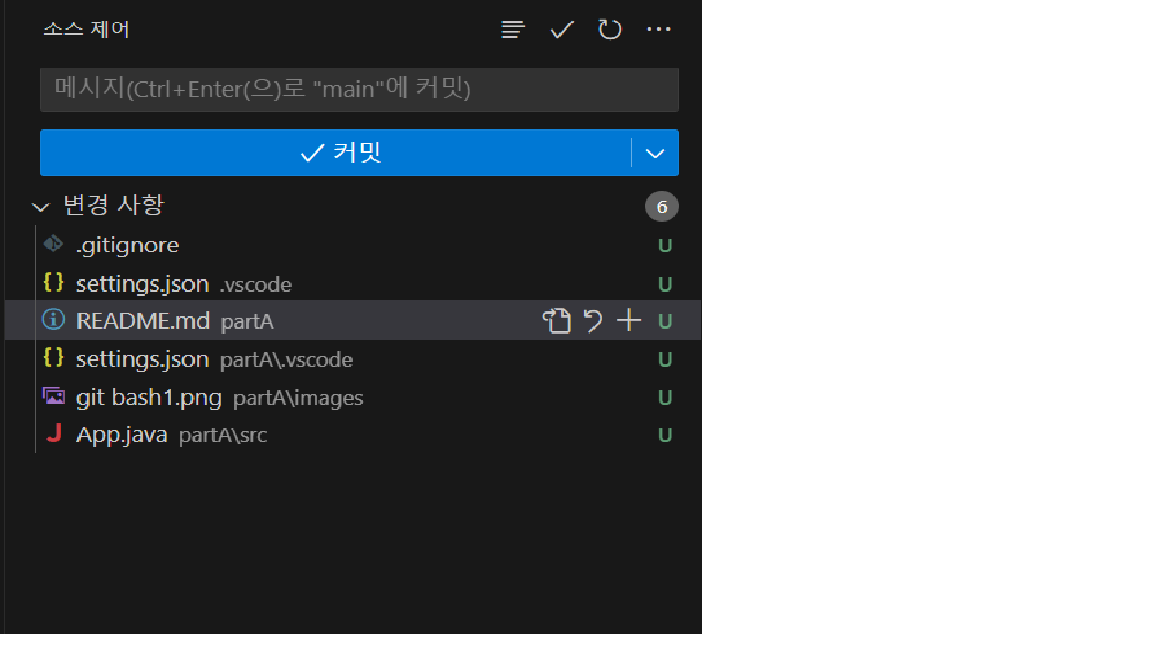 소스 제어
메시지(Ctrl+Enter(으)로 "main"에 커밋)
커밋
변경 사항 6
.gitignore U
settings.json .vscode U
README.md partA U
settings.json partA\.vscode U
git bash1.png partA\images U
J App.java partA\src U